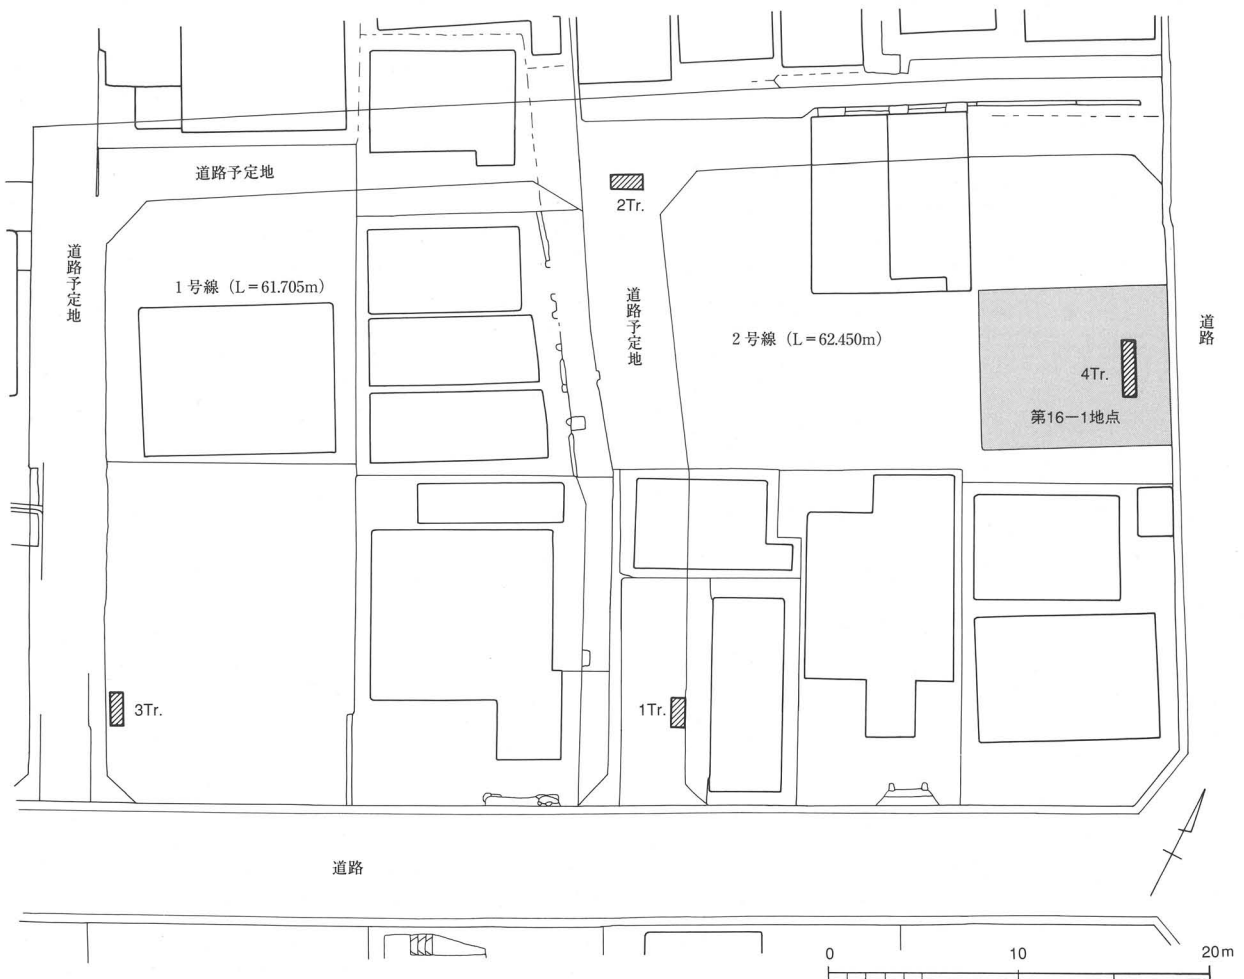 道路予定地
2Tr.
道路予定地
1号線（L＝61.705m）
道路予定地
2号線（L＝62.450m）
道路
4Tr.
第16－1地点
3Tr.
1Tr.
道路
0 10 20m